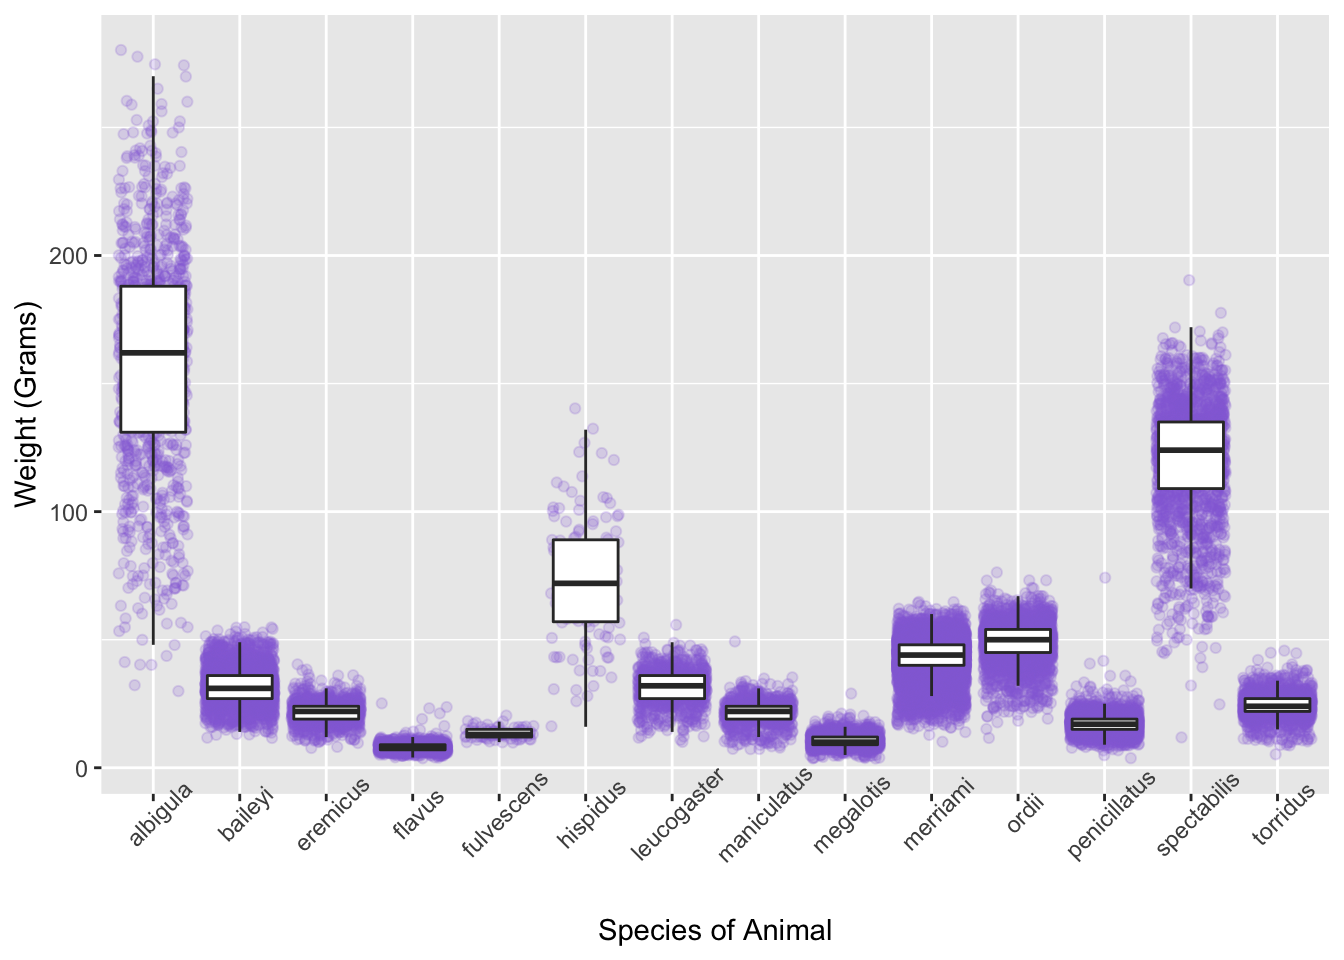 Weight (Grams)
200
100
0
albigula
baileyi
eremicus
flavus
fulvescens
hispidus
leucogaster
maniculatus
megalotis
merriami
ordii
penicillatus
spectabilis
torridus
Species of Animal